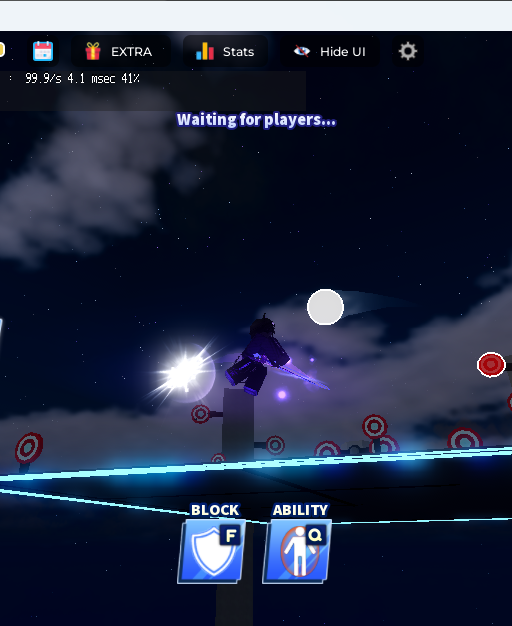 EXTRA Stats Hide UI
: 99.9/s 4.1 msec 41%
Waiting for players...
BLOCK ABILITY
F Q